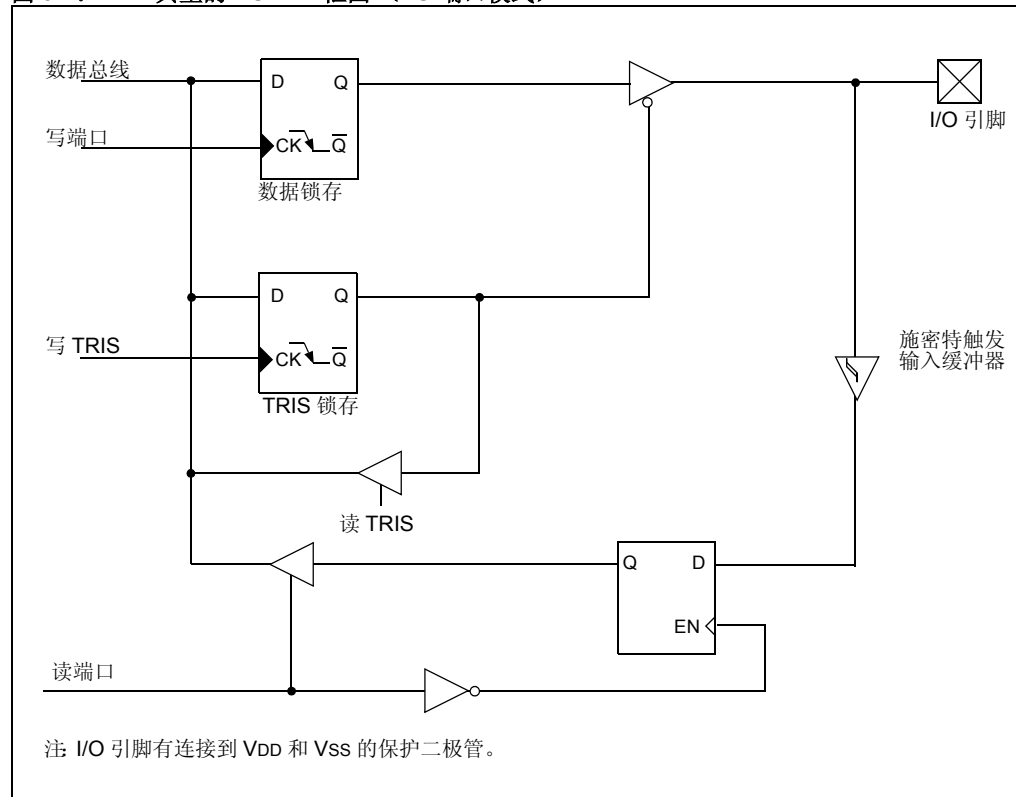 数据总线
D Q
I/O 引脚
写端口
CK Q
数据锁存
D Q
写 TRIS
CK Q
施密特触发
输入缓冲器
TRIS 锁存
读 TRIS
Q D
EN
读端口
注: I/O 引脚有连接到 VDD 和 VSS 的保护二极管。